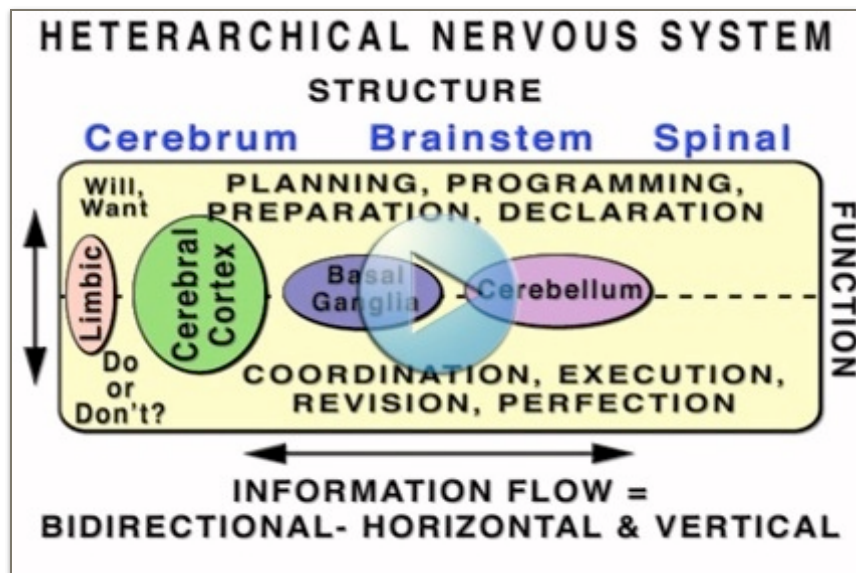 HETERARCHICAL NERVOUS SYSTEM
STRUCTURE
Cerebrum Brainstem Spinal
Will,
Want
PLANNING, PROGRAMMING,
PREPARATION, DECLARATION
FUNCTION
Limbic
Cerebral
Cortex
Basal
Ganglia
Cerebellum
Do
or
Don't?
COORDINATION, EXECUTION,
REVISION, PERFECTION
INFORMATION FLOW =
BIDIRECTIONAL- HORIZONTAL & VERTICAL